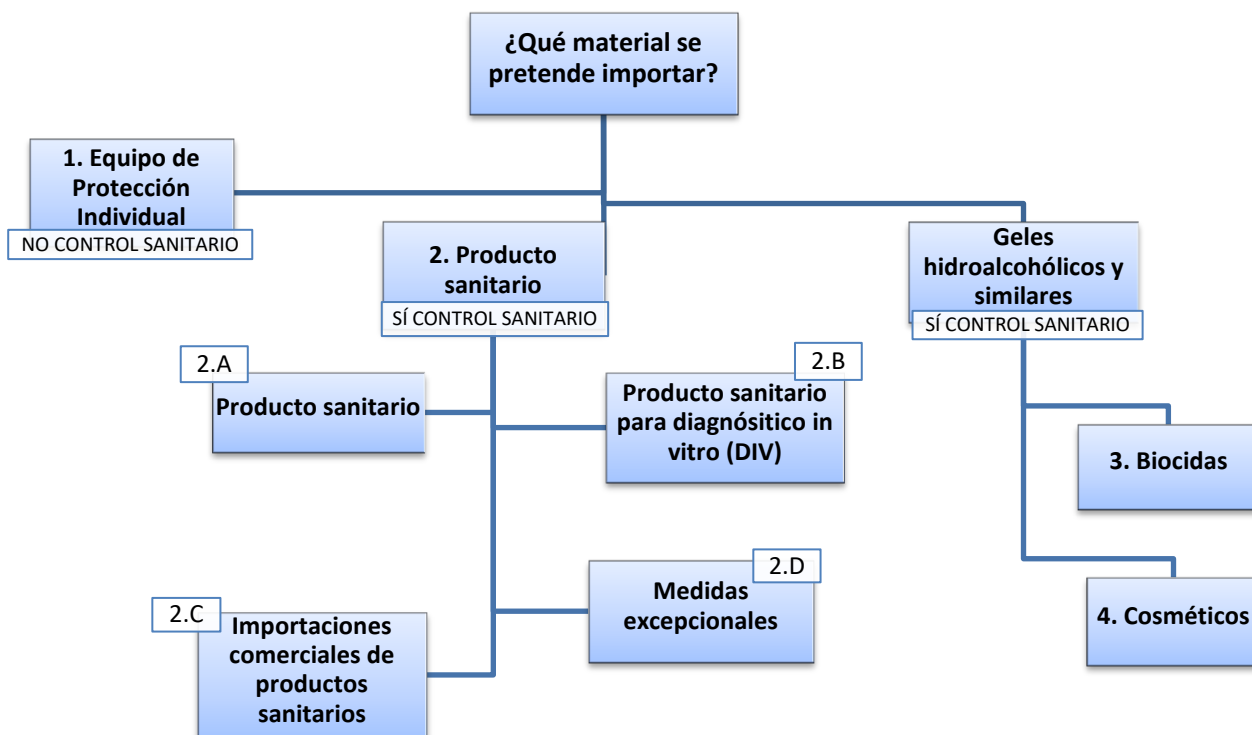 ¿Qué material se
pretende importar?
1. Equipo de
Protección
Individual
NO CONTROL SANITARIO
2. Producto
sanitario
SÍ CONTROL SANITARIO
Geles
hidroalcohólicos y
similares
SÍ CONTROL SANITARIO
2.A
Producto sanitario
2.B
Producto sanitario
para diagnósitico in
vitro (DIV)
3. Biocidas
2.D
Medidas
excepcionales
4. Cosméticos
2.C
Importaciones
comerciales de
productos
sanitarios